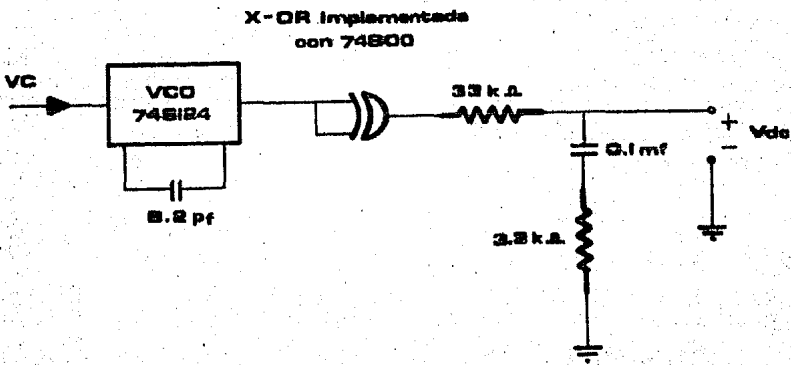 X-OR implementada
con 74S00
VC
VCO
74S124
33 k Ω
+
Vdc
-
0.1 mf
8.2 pf
3.3 k Ω